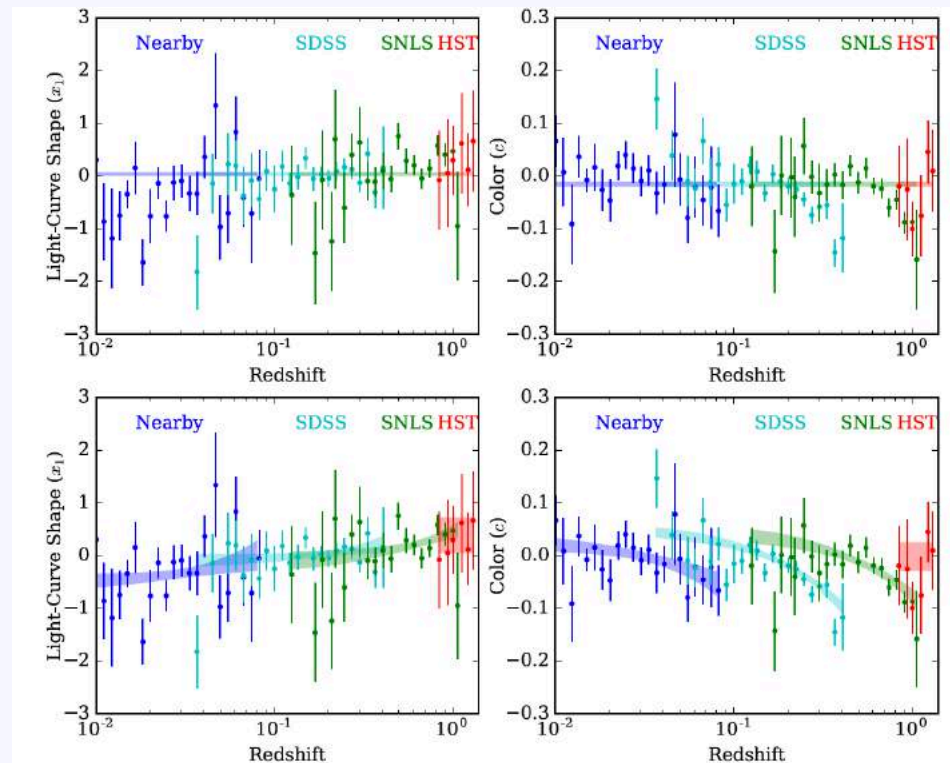 Nearby SDSS SNLS HST
Light-Curve Shape (x₁)
3
2
1
0
−1
−2
−3
10⁻² 10⁻¹ 10⁰
Redshift
Nearby SDSS SNLS HST
Color (c)
0.3
0.2
0.1
0.0
−0.1
−0.2
−0.3
10⁻² 10⁻¹ 10⁰
Redshift
Nearby SDSS SNLS HST
Light-Curve Shape (x₁)
3
2
1
0
−1
−2
−3
10⁻² 10⁻¹ 10⁰
Redshift
Nearby SDSS SNLS HST
Color (c)
0.3
0.2
0.1
0.0
−0.1
−0.2
−0.3
10⁻² 10⁻¹ 10⁰
Redshift